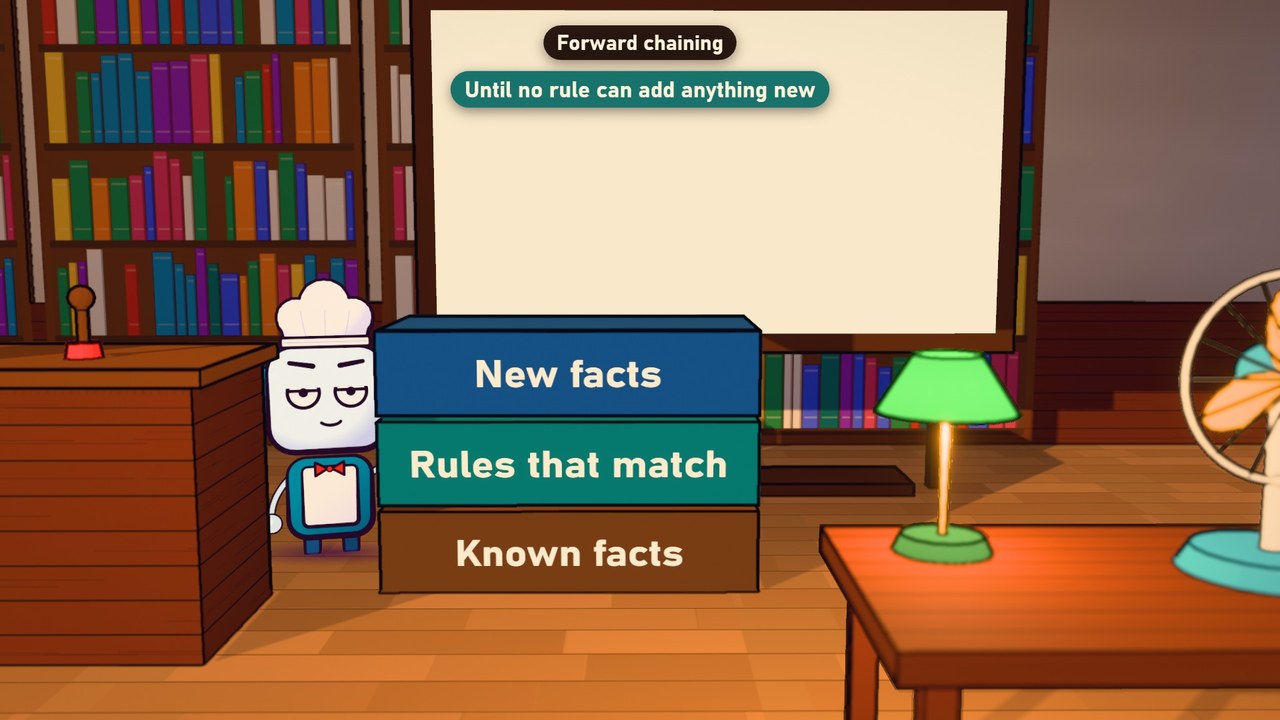 Forward chaining
Until no rule can add anything new
New facts
Rules that match
Known facts